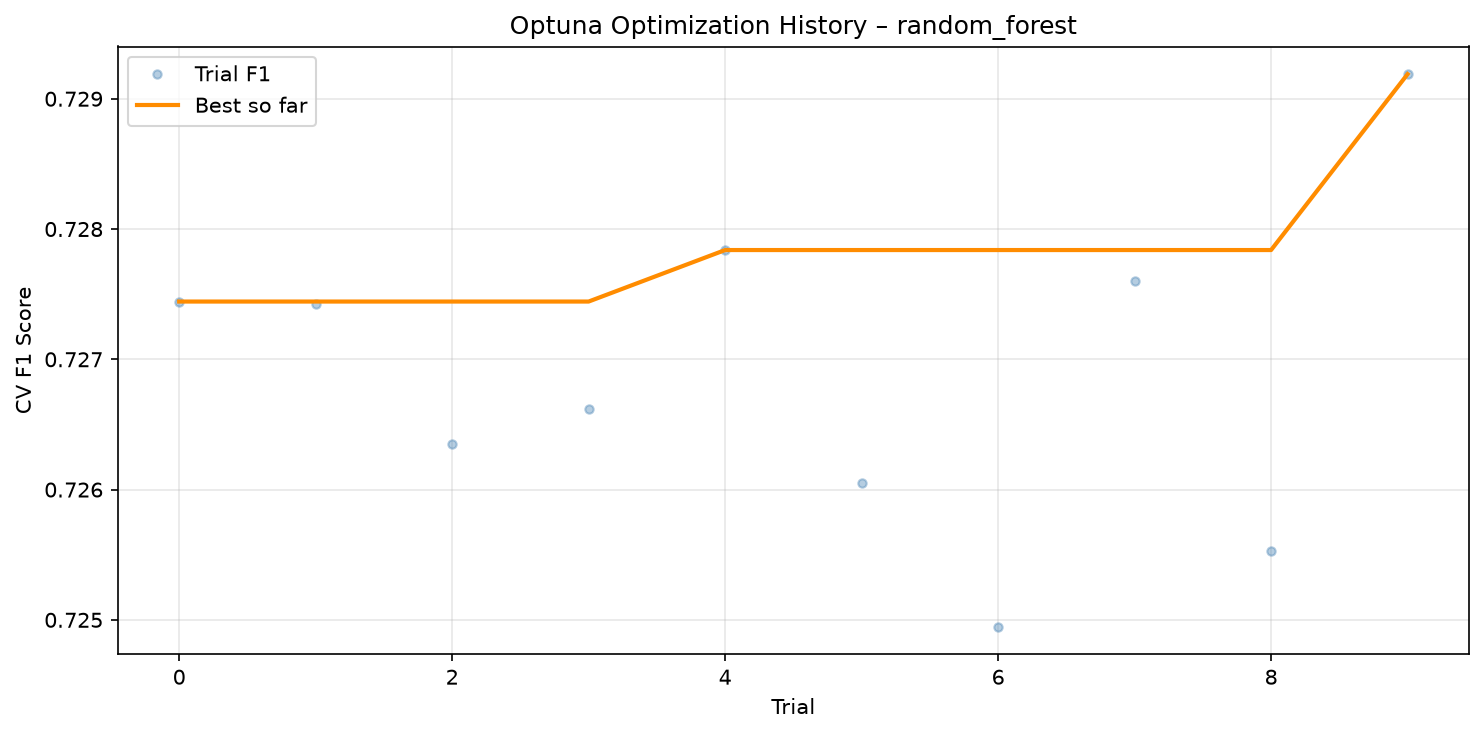 Optuna Optimization History – random_forest
Trial F1
Best so far
CV F1 Score
0.729
0.728
0.727
0.726
0.725
0 2 4 6 8
Trial